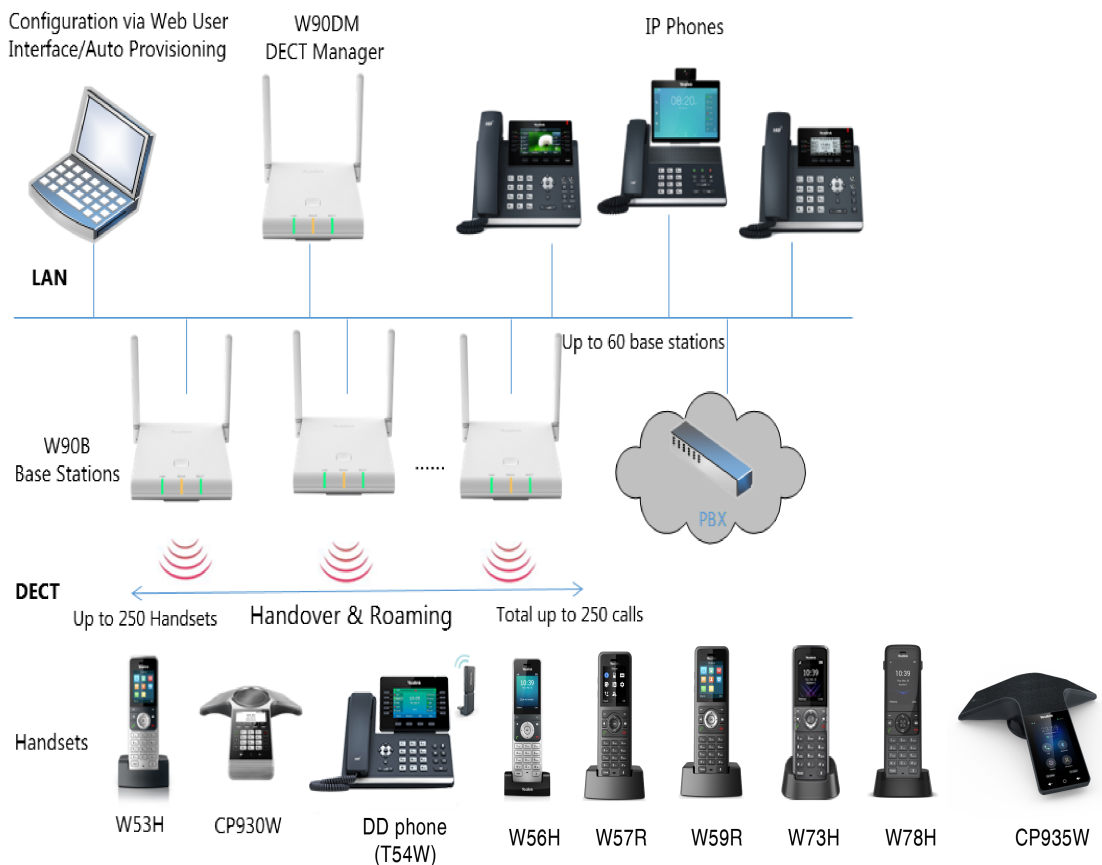 Configuration via Web User
Interface/Auto Provisioning
W90DM
DECT Manager
IP Phones
LAN
Up to 60 base stations
W90B
Base Stations
......
PBX
DECT
Up to 250 Handsets
Handover & Roaming
Total up to 250 calls
Handsets
W53H
CP930W
DD phone
(T54W)
W56H
W57R
W59R
W73H
W78H
CP935W